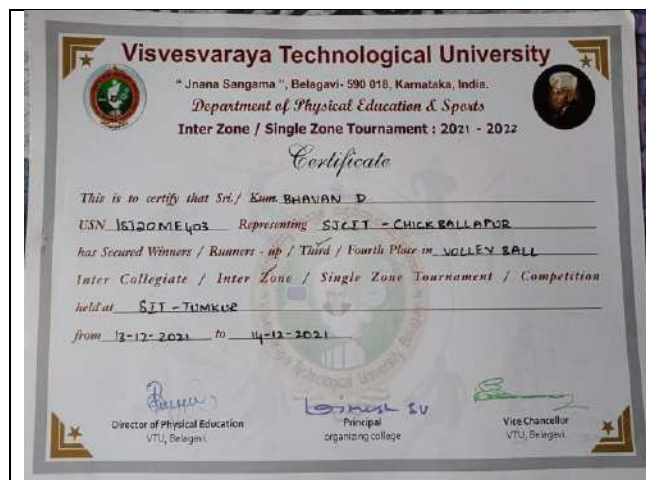 Visvesvaraya Technological University
" Jnana Sangama ", Belagavi- 590 018, Karnataka, India.
Department of Physical Education & Sports
Inter Zone / Single Zone Tournament : 2021 - 2022
Certificate
This is to certify that Sri./ Kum. BHAVAN D
USN 1SJ20ME403 Representing SJCIT - CHICKBALLAPUR
has Secured Winners / Runners - up / Third / Fourth Place in VOLLEY BALL
Inter Collegiate / Inter Zone / Single Zone Tournament / Competition
held at SIT - TUMKUR
from 13-12-2021 to 14-12-2021
Director of Physical Education
VTU, Belagavi.
Principal
organizing college
Vice Chancellor
VTU, Belagavi.